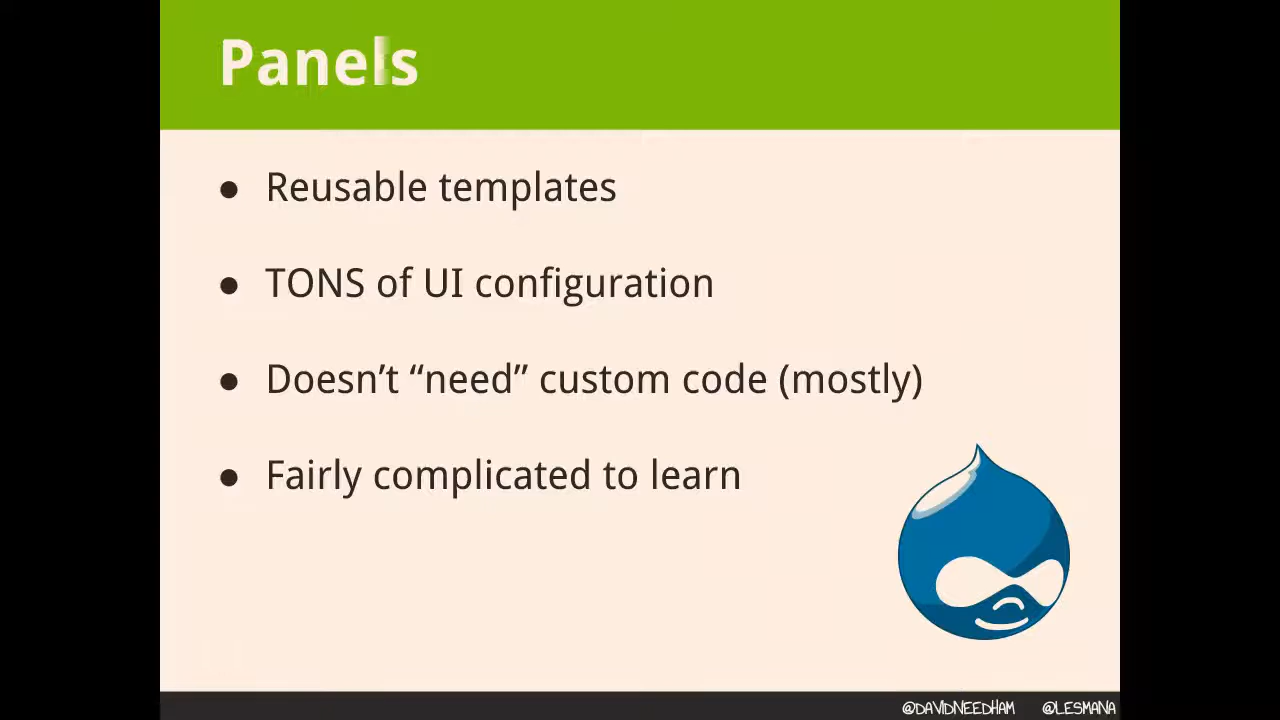 Panels
● Reusable templates
● TONS of UI configuration
● Doesn’t “need” custom code (mostly)
● Fairly complicated to learn
@DAVIDNEEDHAM @LESMANA